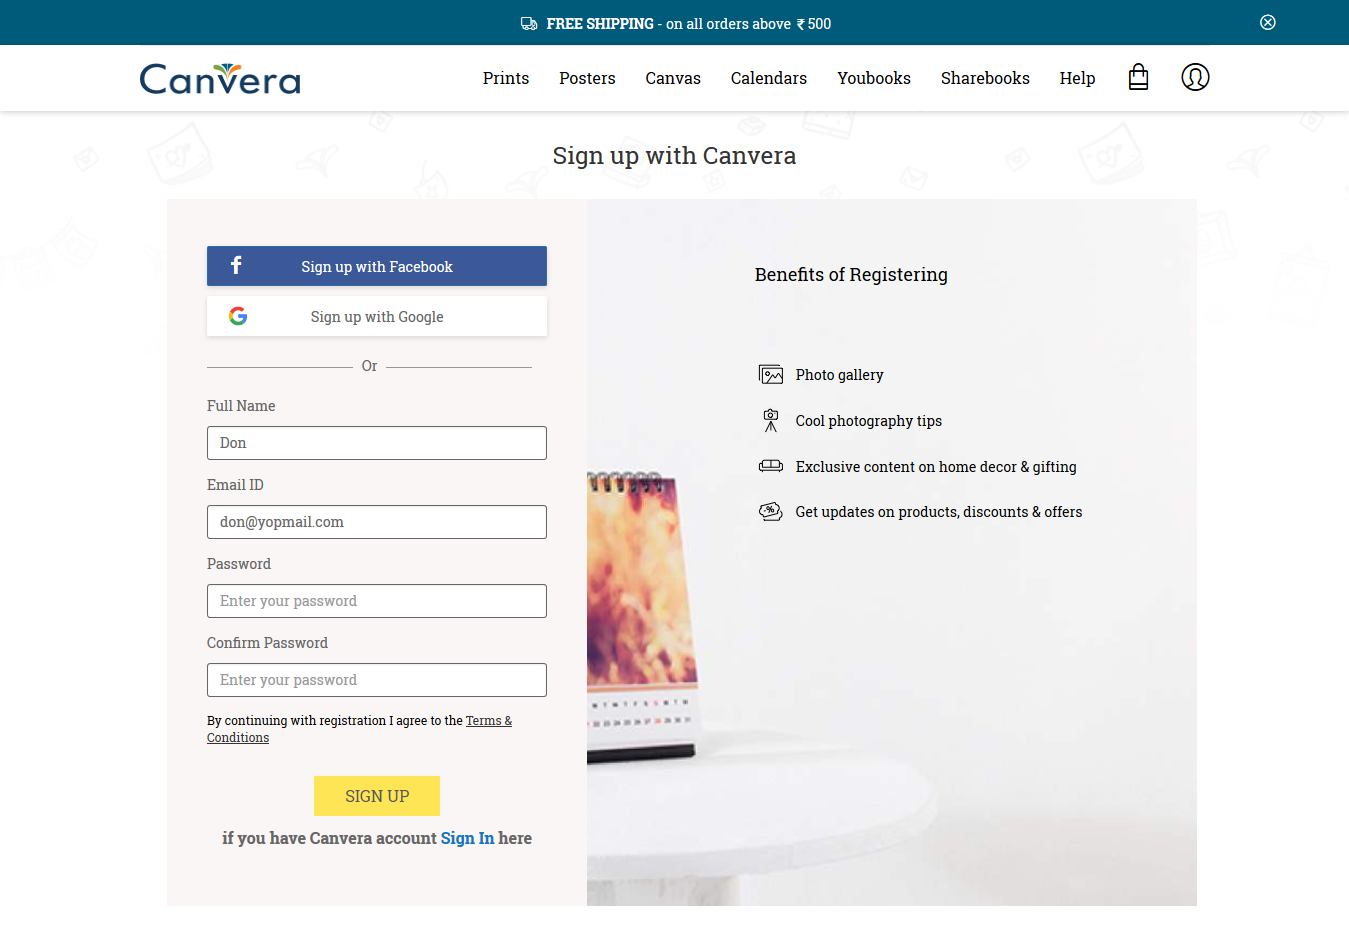 FREE SHIPPING - on all orders above ₹ 500
Canvera
Prints
Posters
Canvas
Calendars
Youbooks
Sharebooks
Help
Sign up with Canvera
Sign up with Facebook
Sign up with Google
Or
Full Name
Don
Email ID
don@yopmail.com
Password
Enter your password
Confirm Password
Enter your password
By continuing with registration I agree to the Terms &
Conditions
SIGN UP
if you have Canvera account Sign In here
Benefits of Registering
Photo gallery
Cool photography tips
Exclusive content on home decor & gifting
Get updates on products, discounts & offers